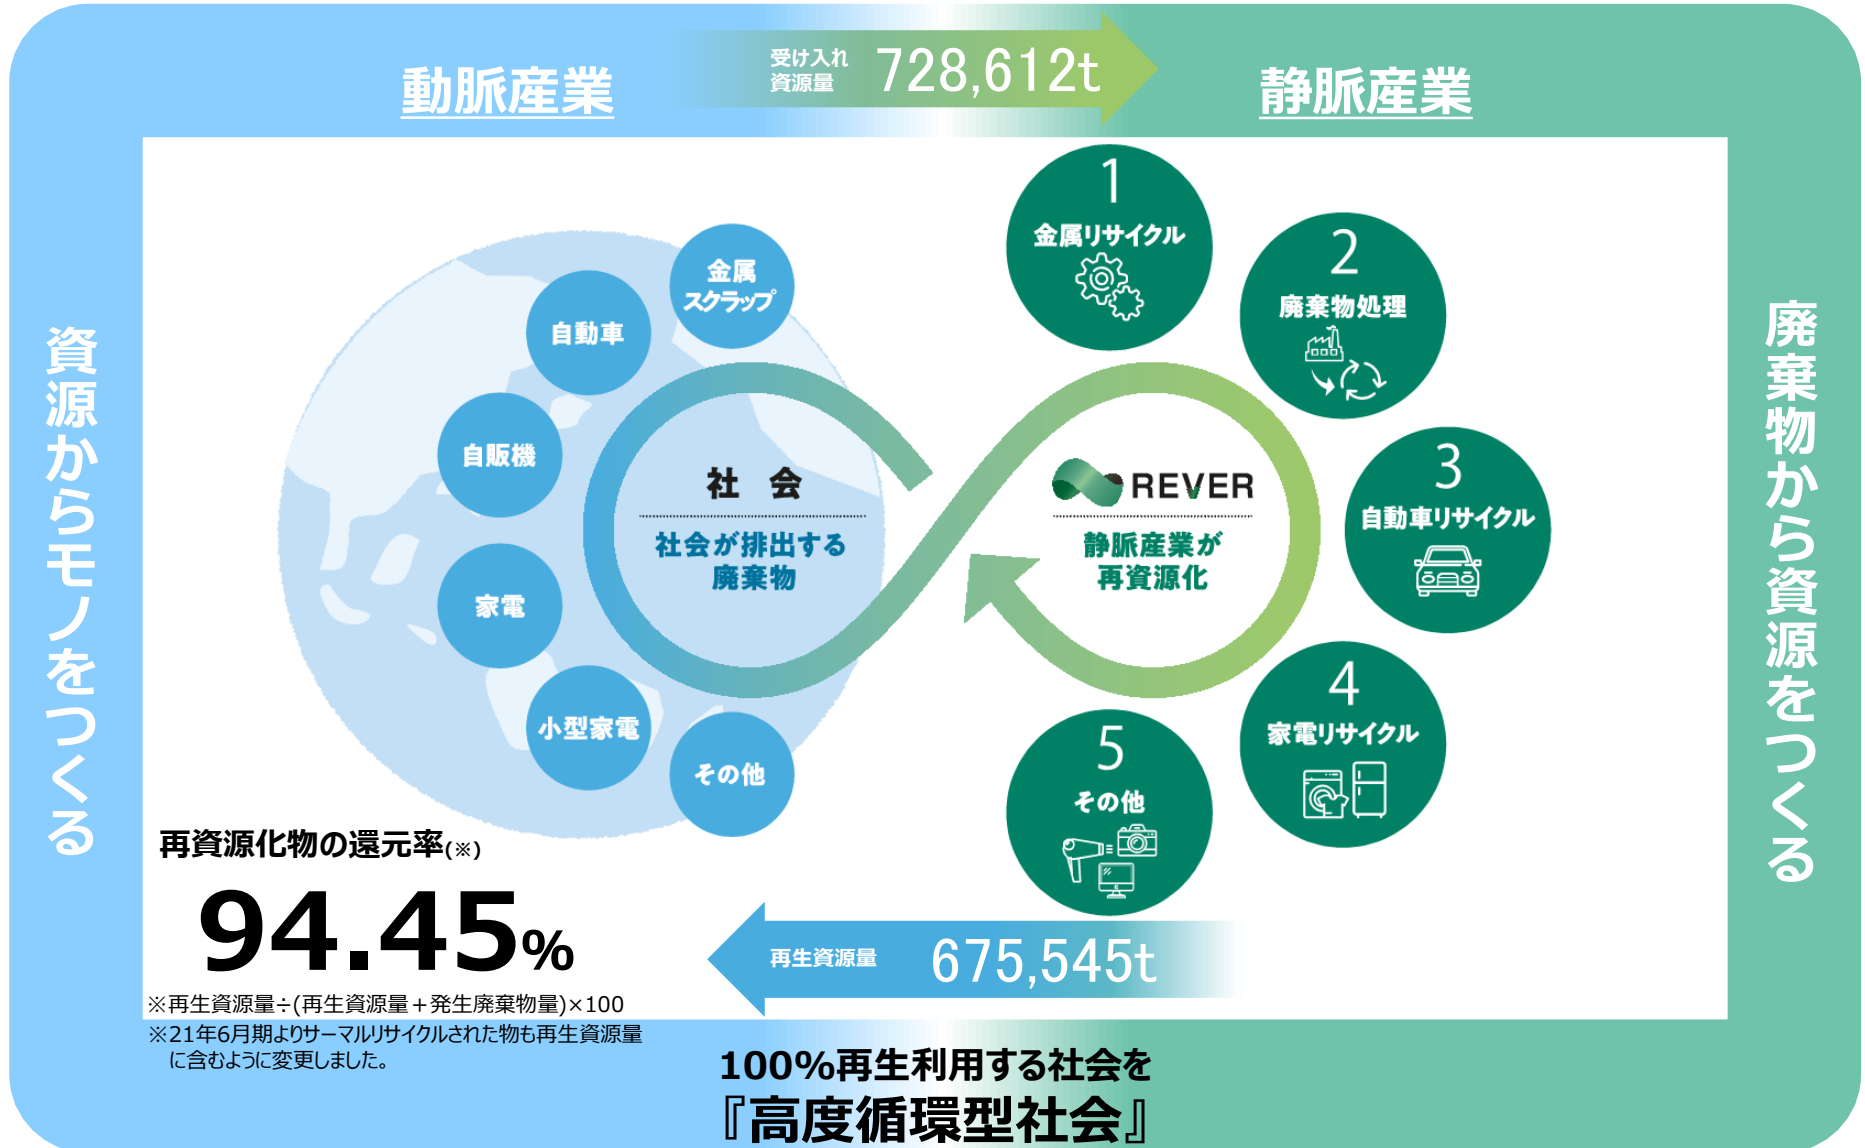 動脈産業
受け入れ
資源量
728,612t
静脈産業
資源からモノをつくる
廃棄物から資源をつくる
金属
スクラップ
自動車
自販機
家電
小型家電
その他
社 会
社会が排出する
廃棄物
REVER
静脈産業が
再資源化
1
金属リサイクル
2
廃棄物処理
3
自動車リサイクル
4
家電リサイクル
5
その他
再資源化物の還元率(※)
94.45%
※再生資源量÷(再生資源量+発生廃棄物量)×100
※21年6月期よりサーマルリサイクルされた物も再生資源量
に含むように変更しました。
再生資源量
675,545t
100%再生利用する社会を
『高度循環型社会』